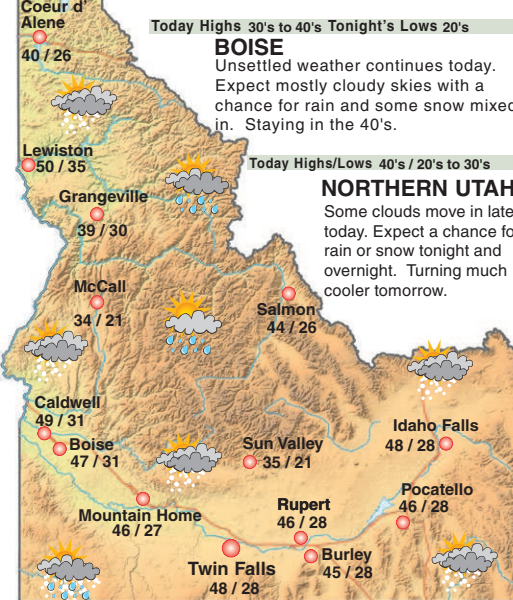 Coeur d'
Alene
40 / 26
Today Highs 30's to 40's Tonight's Lows 20's
BOISE
Unsettled weather continues today.
Expect mostly cloudy skies with a
chance for rain and some snow mixed
in. Staying in the 40's.
Lewiston
50 / 35
Today Highs/Lows 40's / 20's to 30's
NORTHERN UTAH
Some clouds move in late
today. Expect a chance fo
rain or snow tonight and
overnight. Turning much
cooler tomorrow.
Grangeville
39 / 30
McCall
34 / 21
Salmon
44 / 26
Caldwell
49 / 31
Boise
47 / 31
Sun Valley
35 / 21
Idaho Falls
48 / 28
Mountain Home
46 / 27
Rupert
46 / 28
Pocatello
46 / 28
Burley
45 / 28
Twin Falls
48 / 28